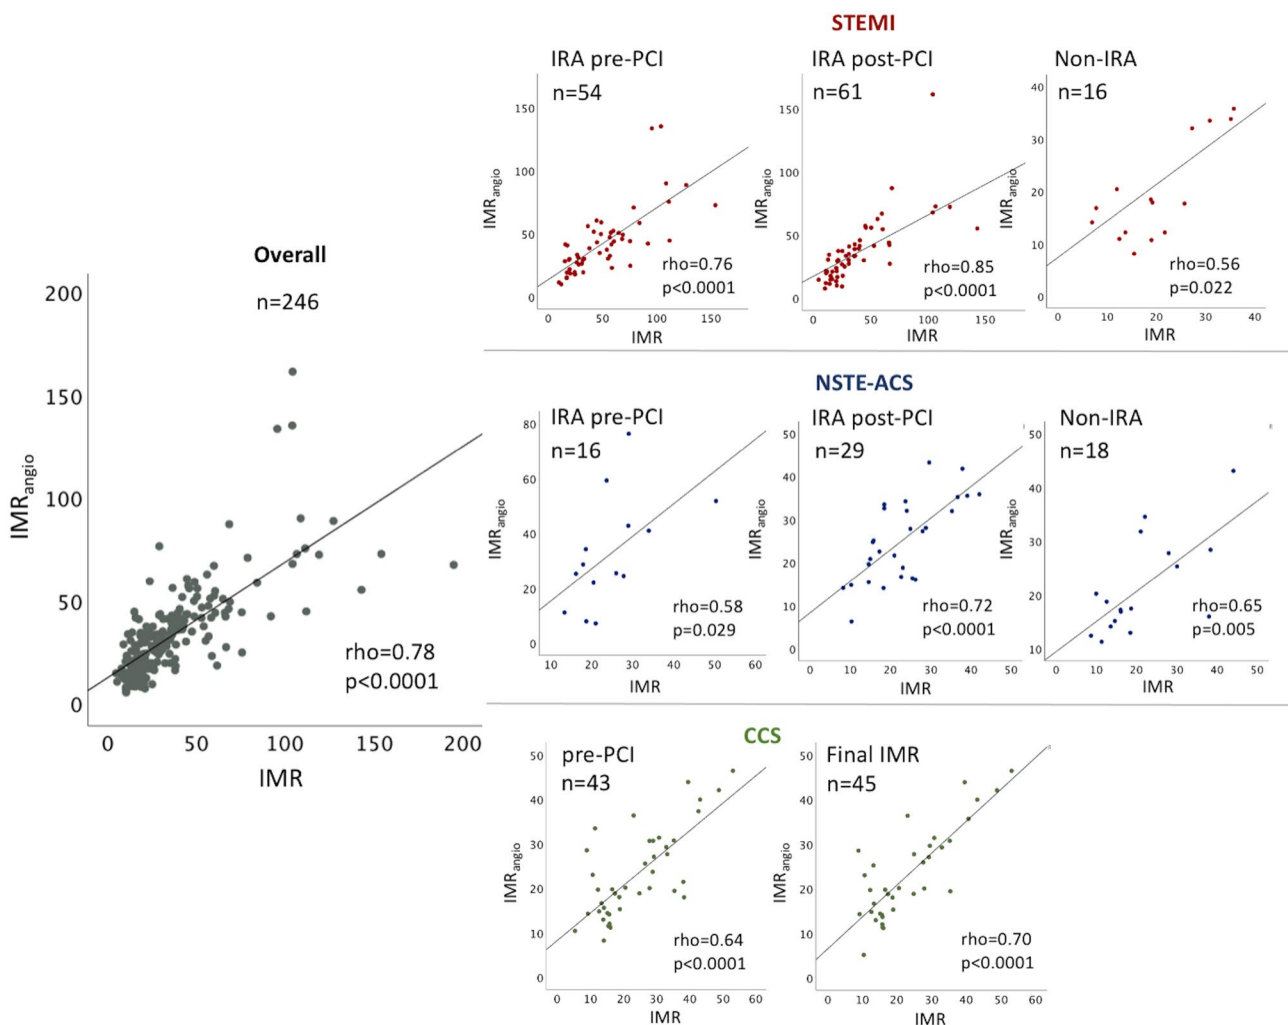 Overall
n=246
IMRangio
200
150
100
50
0
rho=0.78
p<0.0001
0 50 100 150 200
IMR
STEMI
IRA pre-PCI
n=54
IMRangio
150
100
50
0
rho=0.76
p<0.0001
0 50 100 150
IMR
IRA post-PCI
n=61
IMRangio
150
100
50
0
rho=0.85
p<0.0001
0 50 100 150
IMR
Non-IRA
n=16
IMRangio
40
30
20
10
0
rho=0.56
p=0.022
0 10 20 30 40
IMR
NSTE-ACS
IRA pre-PCI
n=16
IMRangio
80
60
40
20
0
rho=0.58
p=0.029
10 20 30 40 50 60
IMR
IRA post-PCI
n=29
IMRangio
50
40
30
20
10
0
rho=0.72
p<0.0001
0 10 20 30 40 50
IMR
Non-IRA
n=18
IMRangio
50
40
30
20
10
rho=0.65
p=0.005
0 10 20 30 40 50
IMR
CCS
pre-PCI
n=43
IMRangio
50
40
30
20
10
0
rho=0.64
p<0.0001
0 10 20 30 40 50 60
IMR
Final IMR
n=45
IMRangio
50
40
30
20
10
0
rho=0.70
p<0.0001
0 10 20 30 40 50 60
IMR